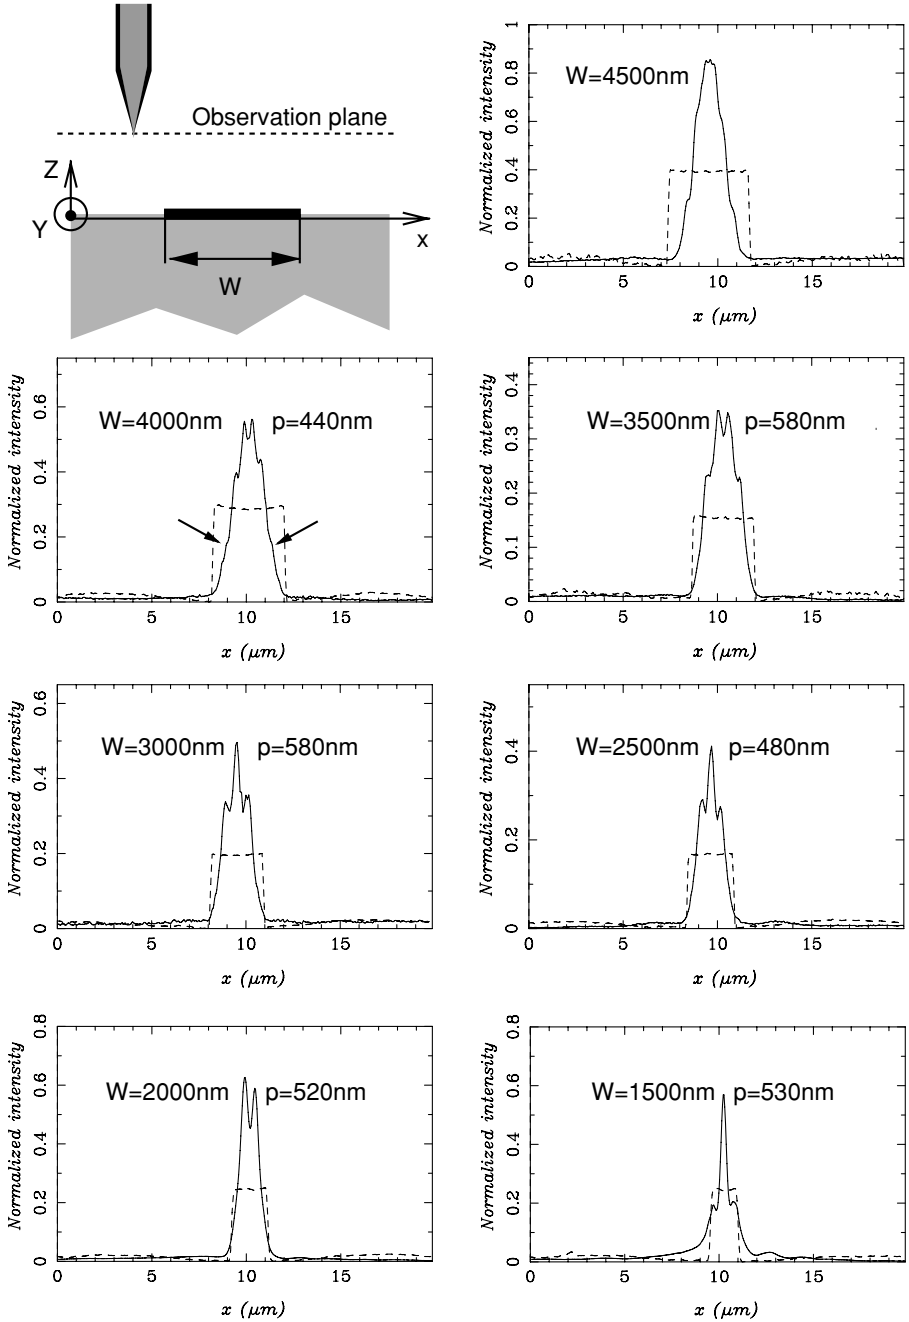 Observation plane
Z
Y
x
W
Normalized intensity
1
0.8
0.6
0.4
0.2
0
W=4500nm
0 5 10 15
x (μm)
Normalized intensity
0.6
0.4
0.2
0
W=4000nm p=440nm
0 5 10 15
x (μm)
Normalized intensity
0.4
0.3
0.2
0.1
0
W=3500nm p=580nm
0 5 10 15
x (μm)
Normalized intensity
0.6
0.4
0.2
0
W=3000nm p=580nm
0 5 10 15
x (μm)
Normalized intensity
0.4
0.2
0
W=2500nm p=480nm
0 5 10 15
x (μm)
Normalized intensity
0.8
0.6
0.4
0.2
0
W=2000nm p=520nm
0 5 10 15
x (μm)
Normalized intensity
0.8
0.6
0.4
0.2
0
W=1500nm p=530nm
0 5 10 15
x (μm)